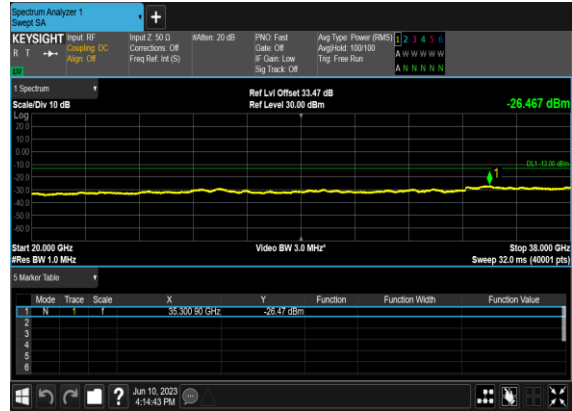 Spectrum Analyzer 1
Swept SA
+
KEYSIGHT Input: RF Input Z: 50 Ω #Atten: 20 dB PNO: Fast Avg Type: Power (RMS) 1 2 3 4 5 6
R T Coupling: DC Corrections: Off Gate: Off Avg|Hold: 100/100 A W W W W W
Align: Off Freq Ref: Int (S) IF Gain: Low Trig: Free Run
Sig Track: Off A N N N N N
1 Spectrum
Ref Lvl Offset 33.47 dB
Scale/Div 10 dB Ref Level 30.00 dBm -26.467 dBm
Log
20.0
10.0
0.00
-10.0
DL1 -13.00 dBm
1
-20.0
-30.0
-40.0
-50.0
-60.0
Start 20.000 GHz Video BW 3.0 MHz* Stop 38.000 GHz
#Res BW 1.0 MHz Sweep 32.0 ms (40001 pts)
5 Marker Table
Mode Trace Scale X Y Function Function Width Function Value
1 N 1 f 35.300 90 GHz -26.47 dBm
2
3
4
5
6
? Jun 10, 2023
4:14:43 PM